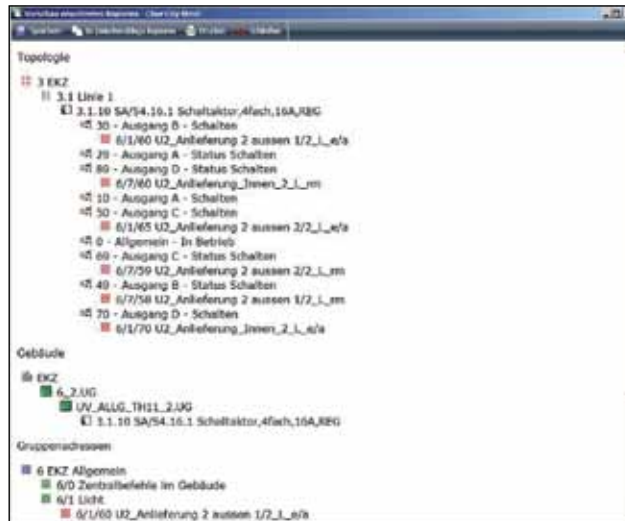 Topologie
3 EKZ
3.1 Linie 1
3.1.10 SA/S4.16.1 Schaltaktor,4fach,16A,REG
30 - Ausgang B - Schalten
6/1/60 U2_Anlieferung 2 aussen 1/2_L_e/a
29 - Ausgang A - Status Schalten
89 - Ausgang D - Status Schalten
6/7/60 U2_Anlieferung_Innen_2_L_rm
10 - Ausgang A - Schalten
50 - Ausgang C - Schalten
6/1/65 U2_Anlieferung 2 aussen 2/2_L_e/a
0 - Allgemein - In Betrieb
69 - Ausgang C - Status Schalten
6/7/59 U2_Anlieferung 2 aussen 2/2_L_rm
49 - Ausgang B - Status Schalten
6/7/58 U2_Anlieferung 2 aussen 1/2_L_rm
70 - Ausgang D - Schalten
6/1/70 U2_Anlieferung_Innen_2_L_e/a
Gebäude
EKZ
6_2.UG
UV_ALLG_TH11_2.UG
3.1.10 SA/S4.16.1 Schaltaktor,4fach,16A,REG
Gruppenadressen
6 EKZ Allgemein
6/0 Zentralbefehle im Gebäude
6/1 Licht
6/1/60 U2_Anlieferung 2 aussen 1/2_L_e/a